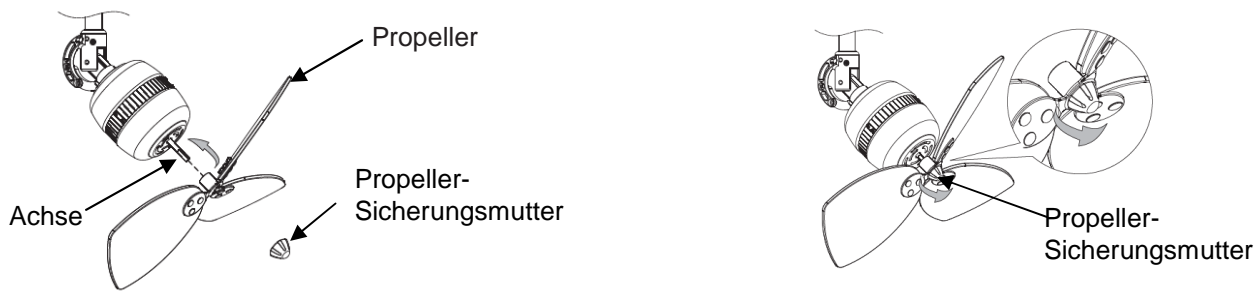 Propeller
Achse
Propeller-
Sicherungsmutter
Propeller-
Sicherungsmutter